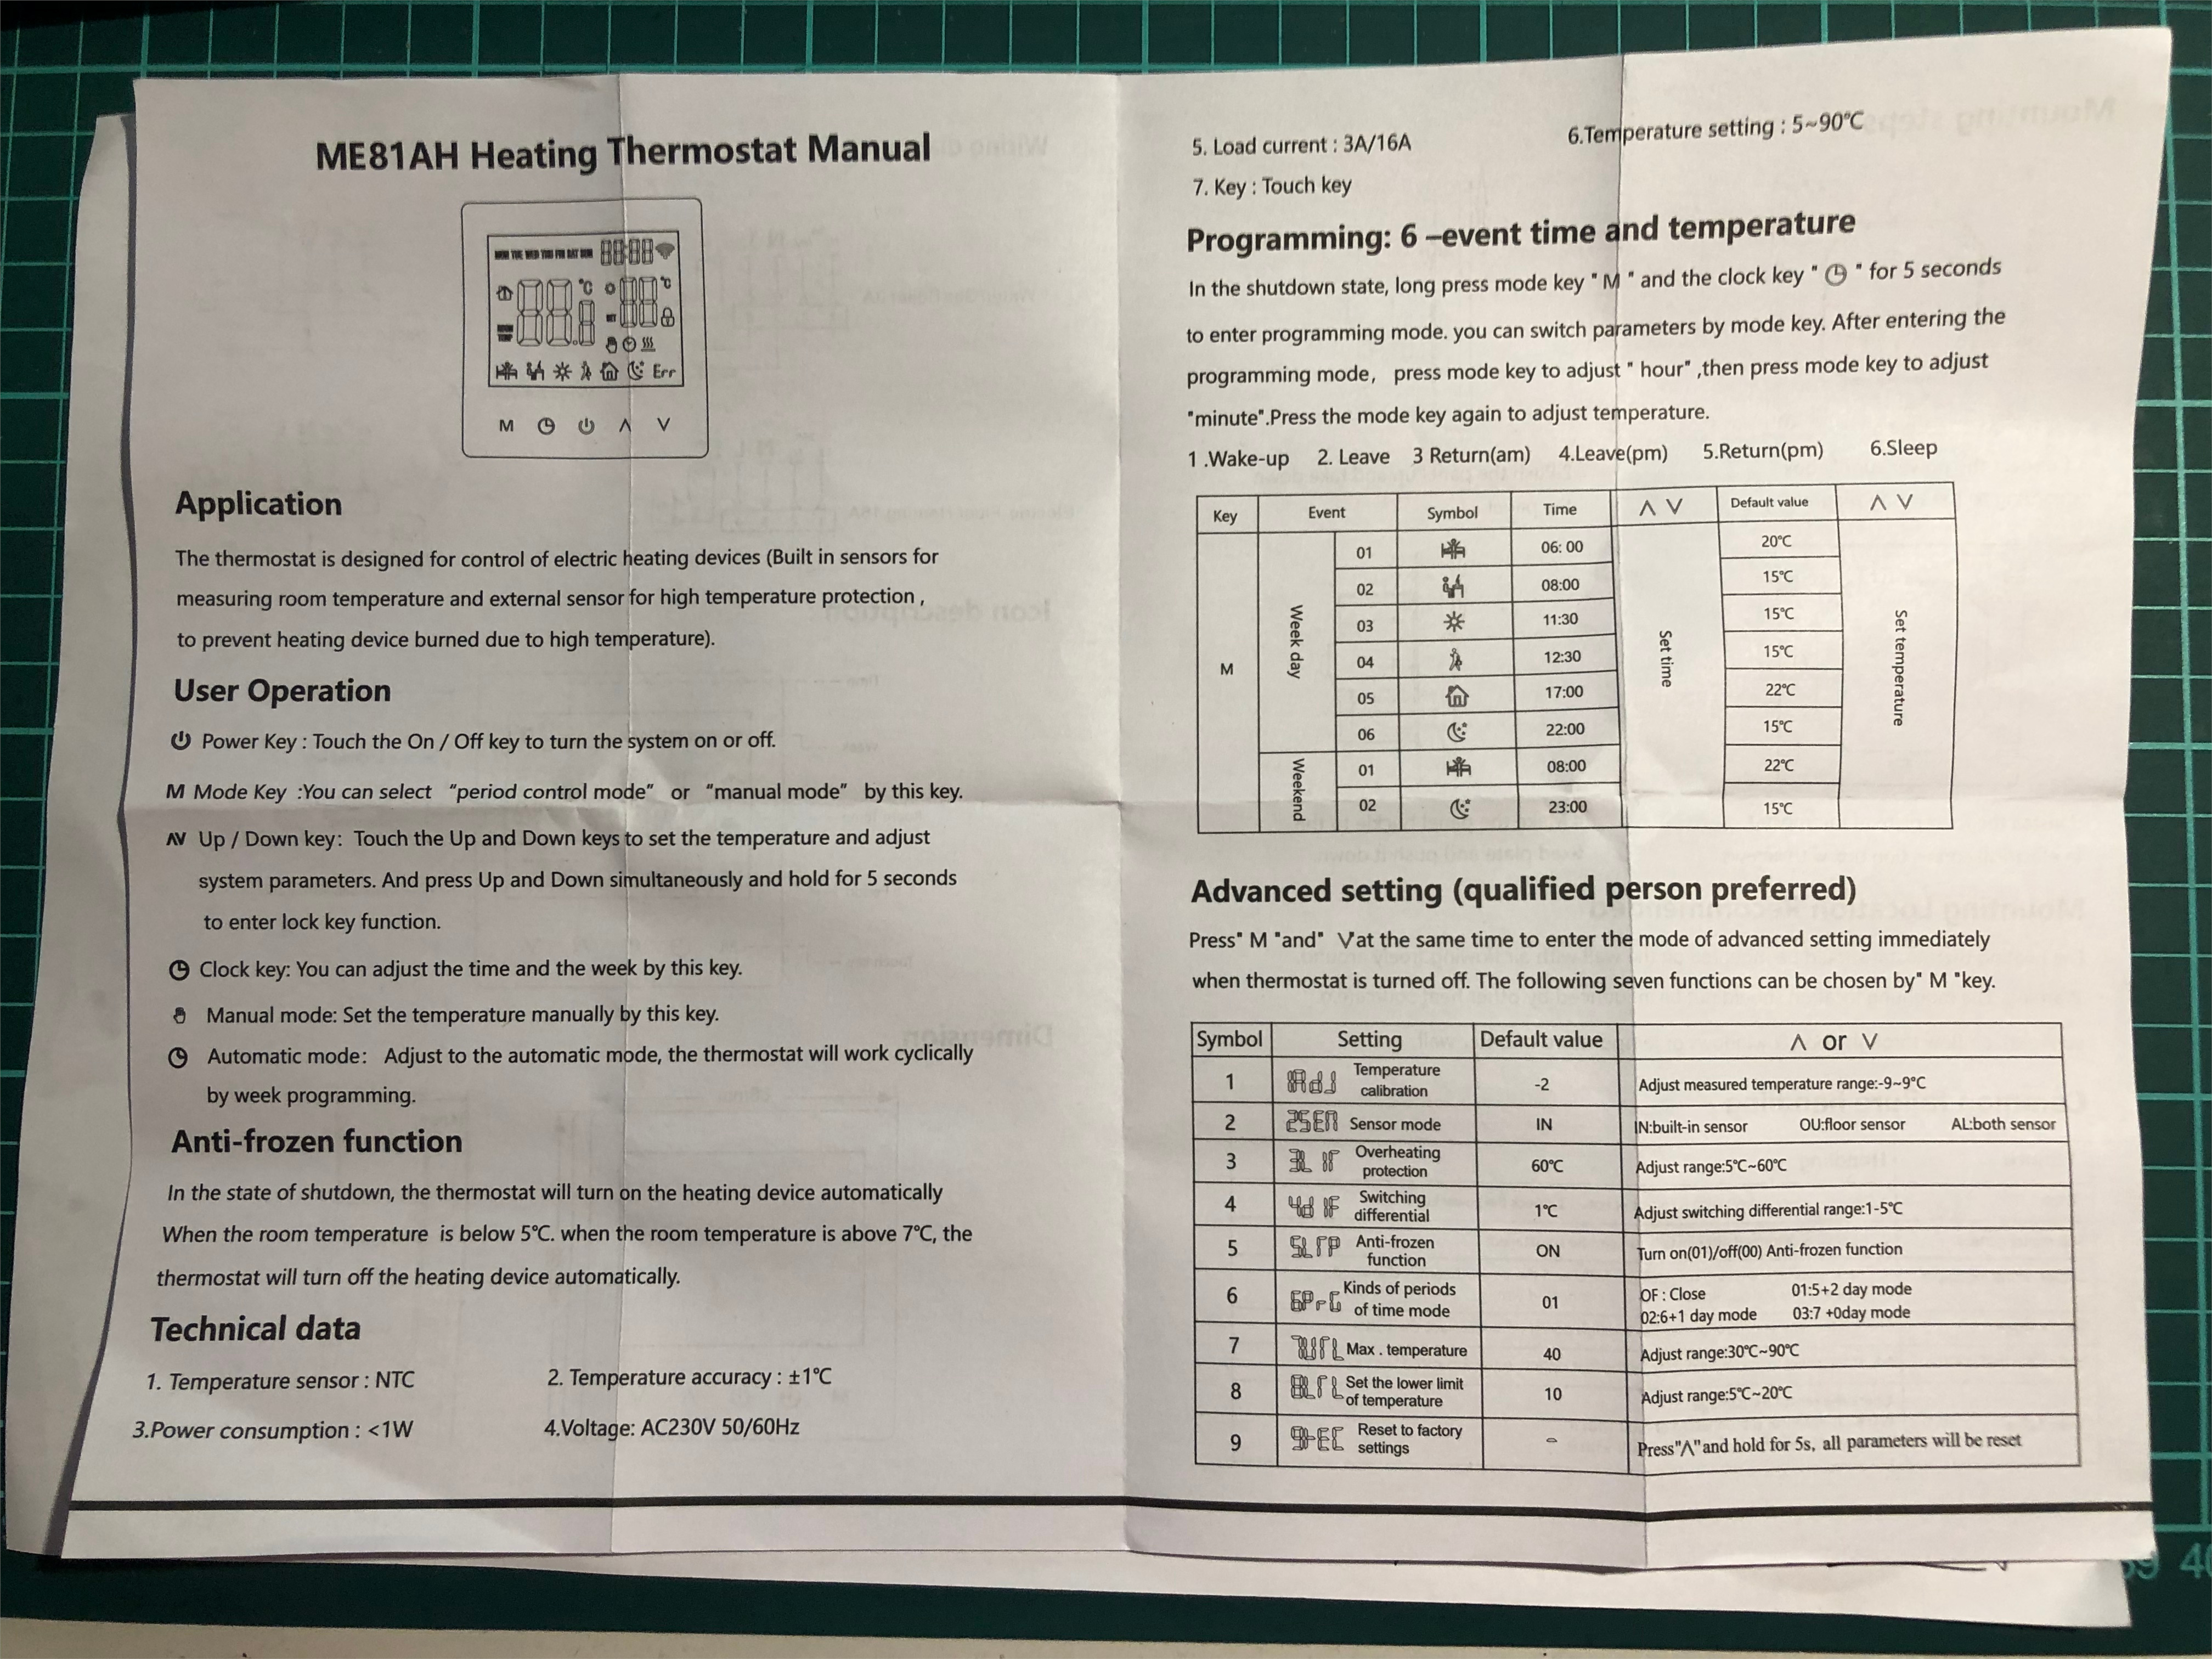 ME81AH Heating Thermostat Manual
MON TUE WED THU FRI SAT SUN 88:88
88.8 °C 88 °C
ROOM TEMP SET
Err
M ∧ ∨
Application
The thermostat is designed for control of electric heating devices (Built in sensors for
measuring room temperature and external sensor for high temperature protection ,
to prevent heating device burned due to high temperature).
User Operation
Power Key : Touch the On / Off key to turn the system on or off.
M Mode Key :You can select “period control mode” or “manual mode” by this key.
∧∨ Up / Down key: Touch the Up and Down keys to set the temperature and adjust
system parameters. And press Up and Down simultaneously and hold for 5 seconds
to enter lock key function.
Clock key: You can adjust the time and the week by this key.
Manual mode: Set the temperature manually by this key.
Automatic mode: Adjust to the automatic mode, the thermostat will work cyclically
by week programming.
Anti-frozen function
In the state of shutdown, the thermostat will turn on the heating device automatically
When the room temperature is below 5℃. when the room temperature is above 7℃, the
thermostat will turn off the heating device automatically.
Technical data
1. Temperature sensor : NTC 2. Temperature accuracy : ±1℃
3.Power consumption : <1W 4.Voltage: AC230V 50/60Hz
5. Load current : 3A/16A 6.Temperature setting : 5~90℃
7. Key : Touch key
Programming: 6 –event time and temperature
In the shutdown state, long press mode key " M " and the clock key " " for 5 seconds
to enter programming mode. you can switch parameters by mode key. After entering the
programming mode, press mode key to adjust " hour" ,then press mode key to adjust
"minute".Press the mode key again to adjust temperature.
1 .Wake-up 2. Leave 3 Return(am) 4.Leave(pm) 5.Return(pm) 6.Sleep
Key Event Symbol Time ∧ ∨ Default value ∧ ∨
M Week day 01 06: 00 Set time 20℃ Set temperature
02 08:00 15℃
03 11:30 15℃
04 12:30 15℃
05 17:00 22℃
06 22:00 15℃
Weekend 01 08:00 22℃
02 23:00 15℃
Advanced setting (qualified person preferred)
Press" M "and" ∨"at the same time to enter the mode of advanced setting immediately
when thermostat is turned off. The following seven functions can be chosen by" M "key.
Symbol Setting Default value ∧ or ∨
1 1AdJ Temperature calibration -2 Adjust measured temperature range:-9~9℃
2 2SEN Sensor mode IN IN:built-in sensor OU:floor sensor AL:both sensor
3 3LIT Overheating protection 60℃ Adjust range:5℃~60℃
4 4dIF Switching differential 1℃ Adjust switching differential range:1-5℃
5 5LTP Anti-frozen function ON Turn on(01)/off(00) Anti-frozen function
6 6PrG Kinds of periods of time mode 01 OF : Close 01:5+2 day mode
02:6+1 day mode 03:7 +0day mode
7 7UTL Max . temperature 40 Adjust range:30℃~90℃
8 8LTL Set the lower limit of temperature 10 Adjust range:5℃~20℃
9 Reset to factory settings - Press"∧"and hold for 5s, all parameters will be reset